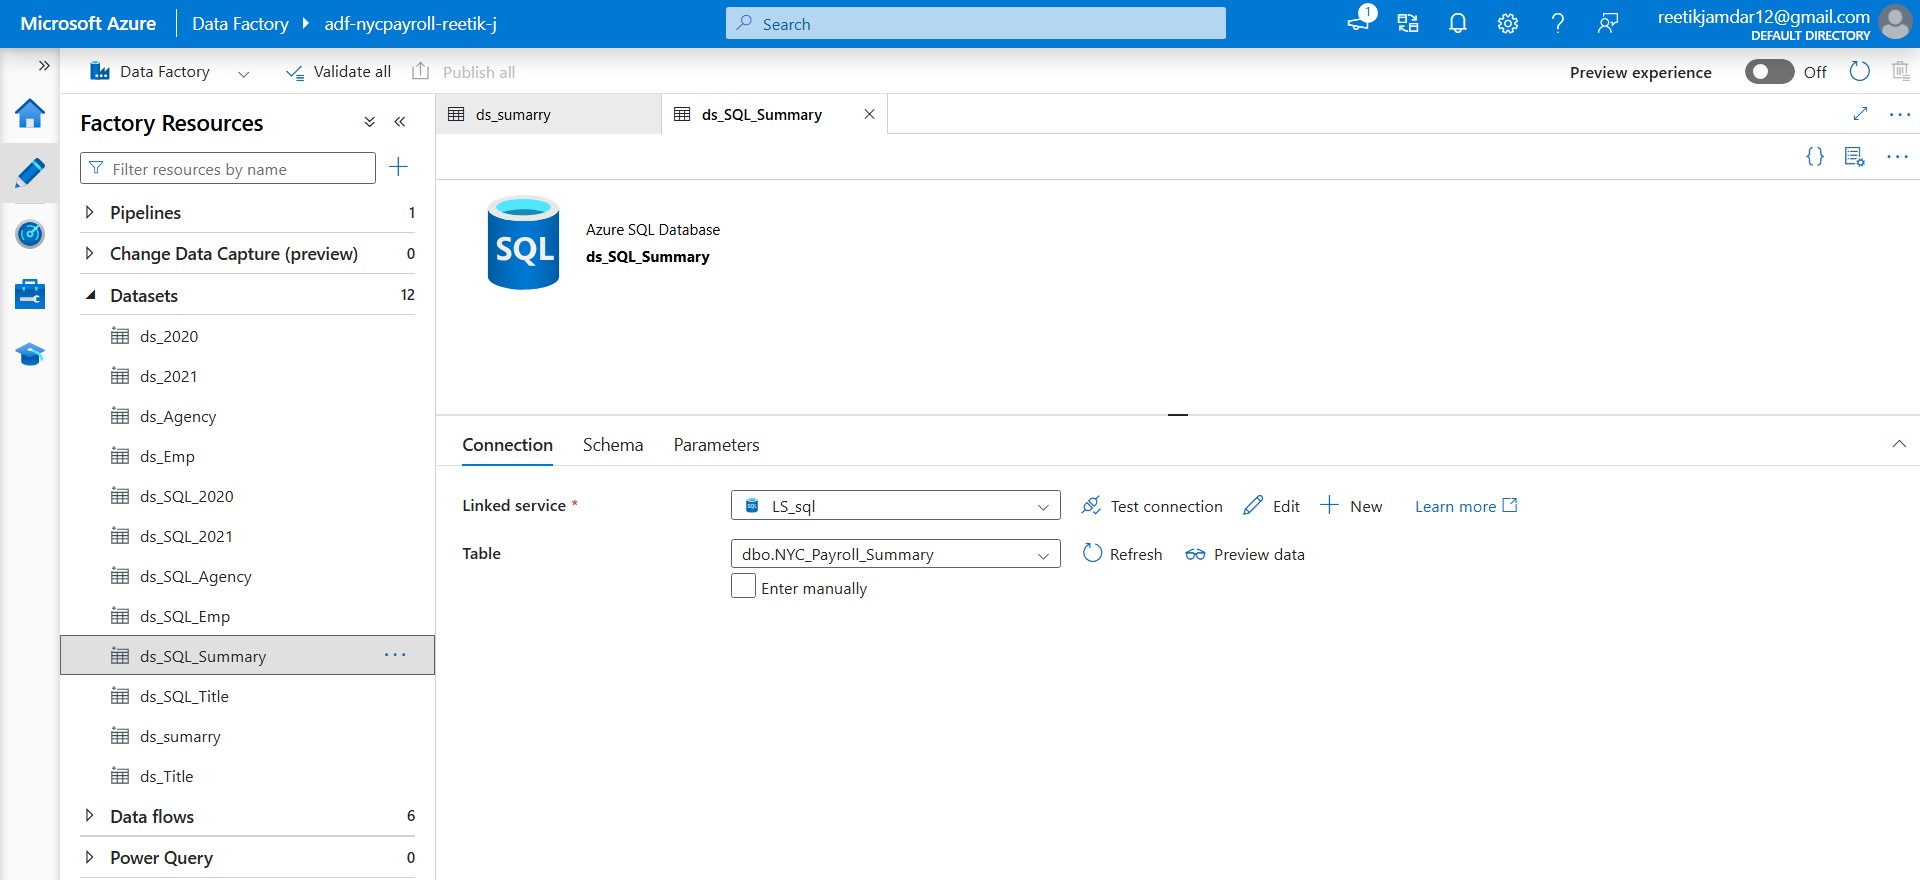 Microsoft Azure
Data Factory
adf-nycpayroll-reetik-j
Search
1
reetikjamdar12@gmail.com
DEFAULT DIRECTORY
Data Factory
Validate all
Publish all
Preview experience
Off
Factory Resources
Filter resources by name
Pipelines 1
Change Data Capture (preview) 0
Datasets 12
ds_2020
ds_2021
ds_Agency
ds_Emp
ds_SQL_2020
ds_SQL_2021
ds_SQL_Agency
ds_SQL_Emp
ds_SQL_Summary
ds_SQL_Title
ds_sumarry
ds_Title
Data flows 6
Power Query 0
ds_sumarry
ds_SQL_Summary
SQL
Azure SQL Database
ds_SQL_Summary
Connection Schema Parameters
Linked service *
LS_sql
Test connection
Edit
New
Learn more
Table
dbo.NYC_Payroll_Summary
Refresh
Preview data
Enter manually